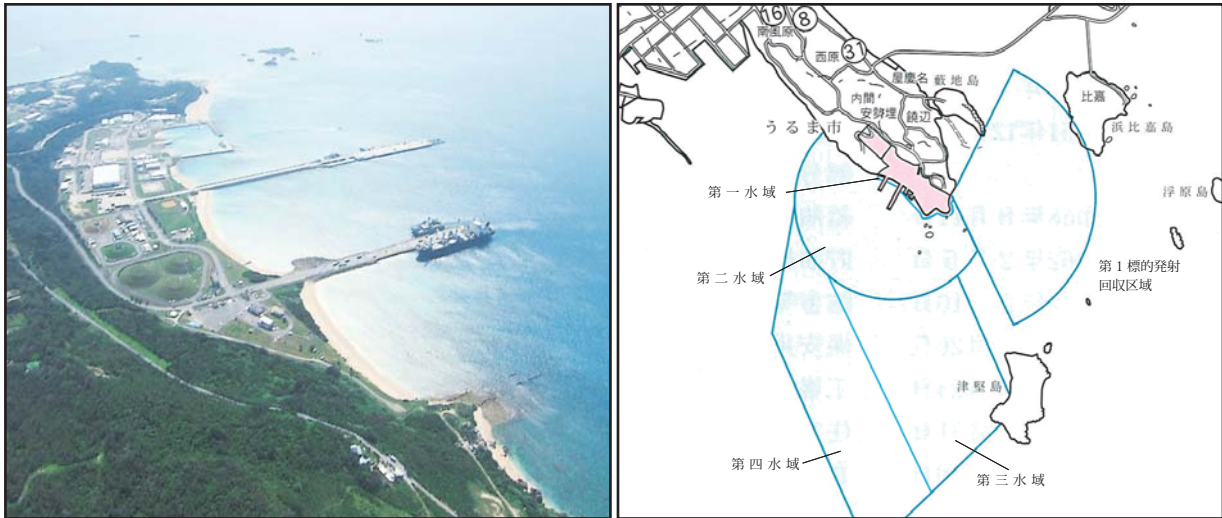 16
8
南風原
31
西原
屋慶名
藪地島
比嘉
内間
安勢理
饒辺
浜比嘉島
うるま市
第一水域
浮原島
第二水域
第1標的発射
回収区域
津堅島
第四水域
第三水域